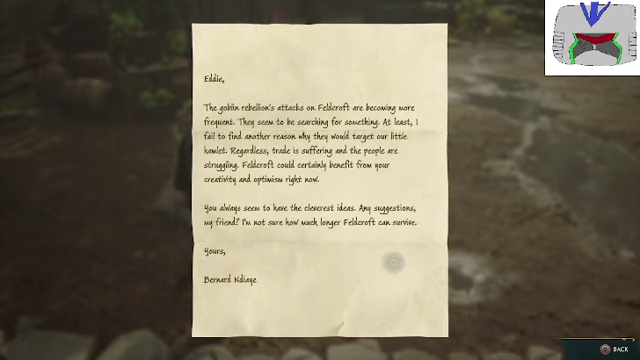 Eddie,
The goblin rebellion's attacks on Feldcroft are becoming more
frequent. They seem to be searching for something. At least, I
fail to find another reason why they would target our little
hamlet. Regardless, trade is suffering and the people are
struggling. Feldcroft could certainly benefit from your
creativity and optimism right now.
You always seem to have the cleverest ideas. Any suggestions,
my friend? I'm not sure how much longer Feldcroft can survive.
Yours,
Bernard Ndiaye
BACK